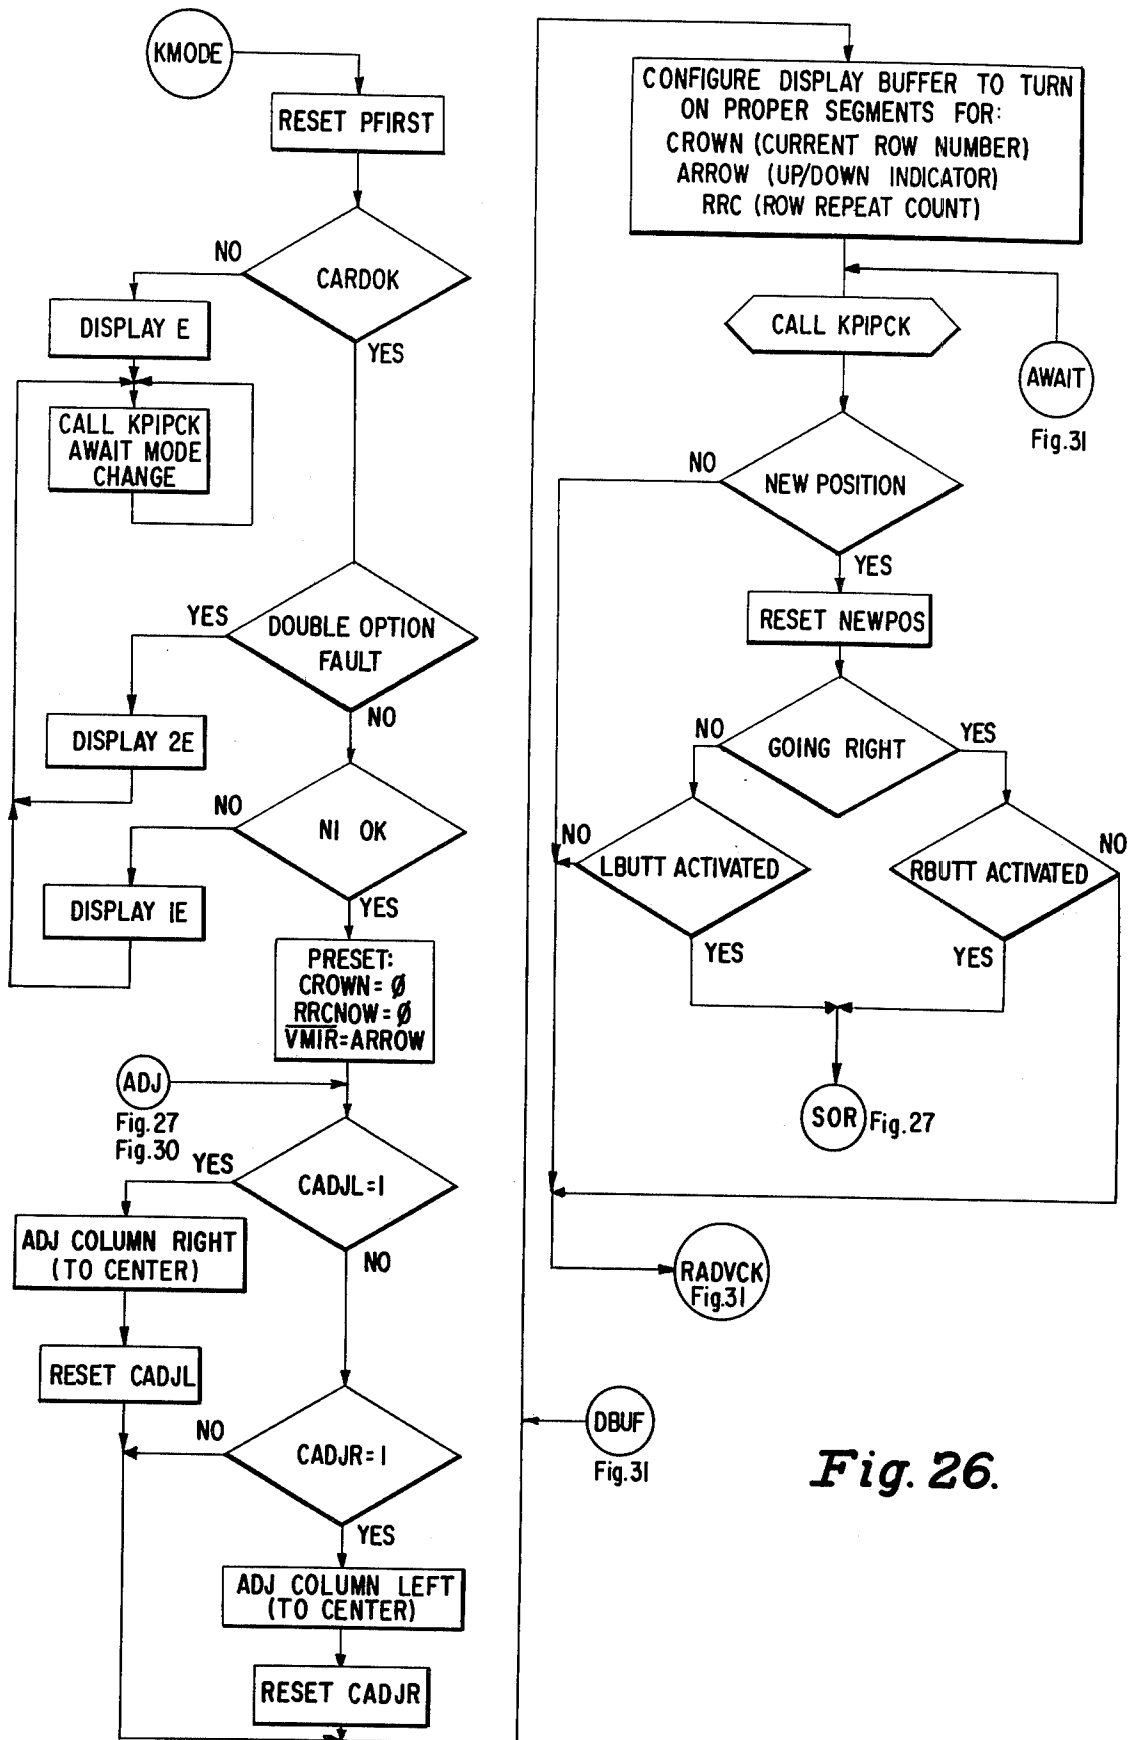 KMODE
RESET PFIRST
CARDOK
NO
YES
DISPLAY E
CALL KPIPCK
AWAIT MODE
CHANGE
DOUBLE OPTION
FAULT
YES
NO
DISPLAY 2E
NI OK
NO
YES
DISPLAY IE
PRESET:
CROWN = Ø
RRCNOW = Ø
VMIR=ARROW
ADJ
Fig.27
Fig.30
YES
CADJL=1
NO
ADJ COLUMN RIGHT
(TO CENTER)
RESET CADJL
NO
CADJR=1
YES
ADJ COLUMN LEFT
(TO CENTER)
RESET CADJR
CONFIGURE DISPLAY BUFFER TO TURN
ON PROPER SEGMENTS FOR:
CROWN (CURRENT ROW NUMBER)
ARROW (UP/DOWN INDICATOR)
RRC (ROW REPEAT COUNT)
CALL KPIPCK
AWAIT
Fig.31
NO
NEW POSITION
YES
RESET NEWPOS
NO
GOING RIGHT
YES
NO
LBUTT ACTIVATED
YES
RBUTT ACTIVATED
NO
YES
SOR
Fig.27
RADVCK
Fig.31
DBUF
Fig.31
Fig. 26.